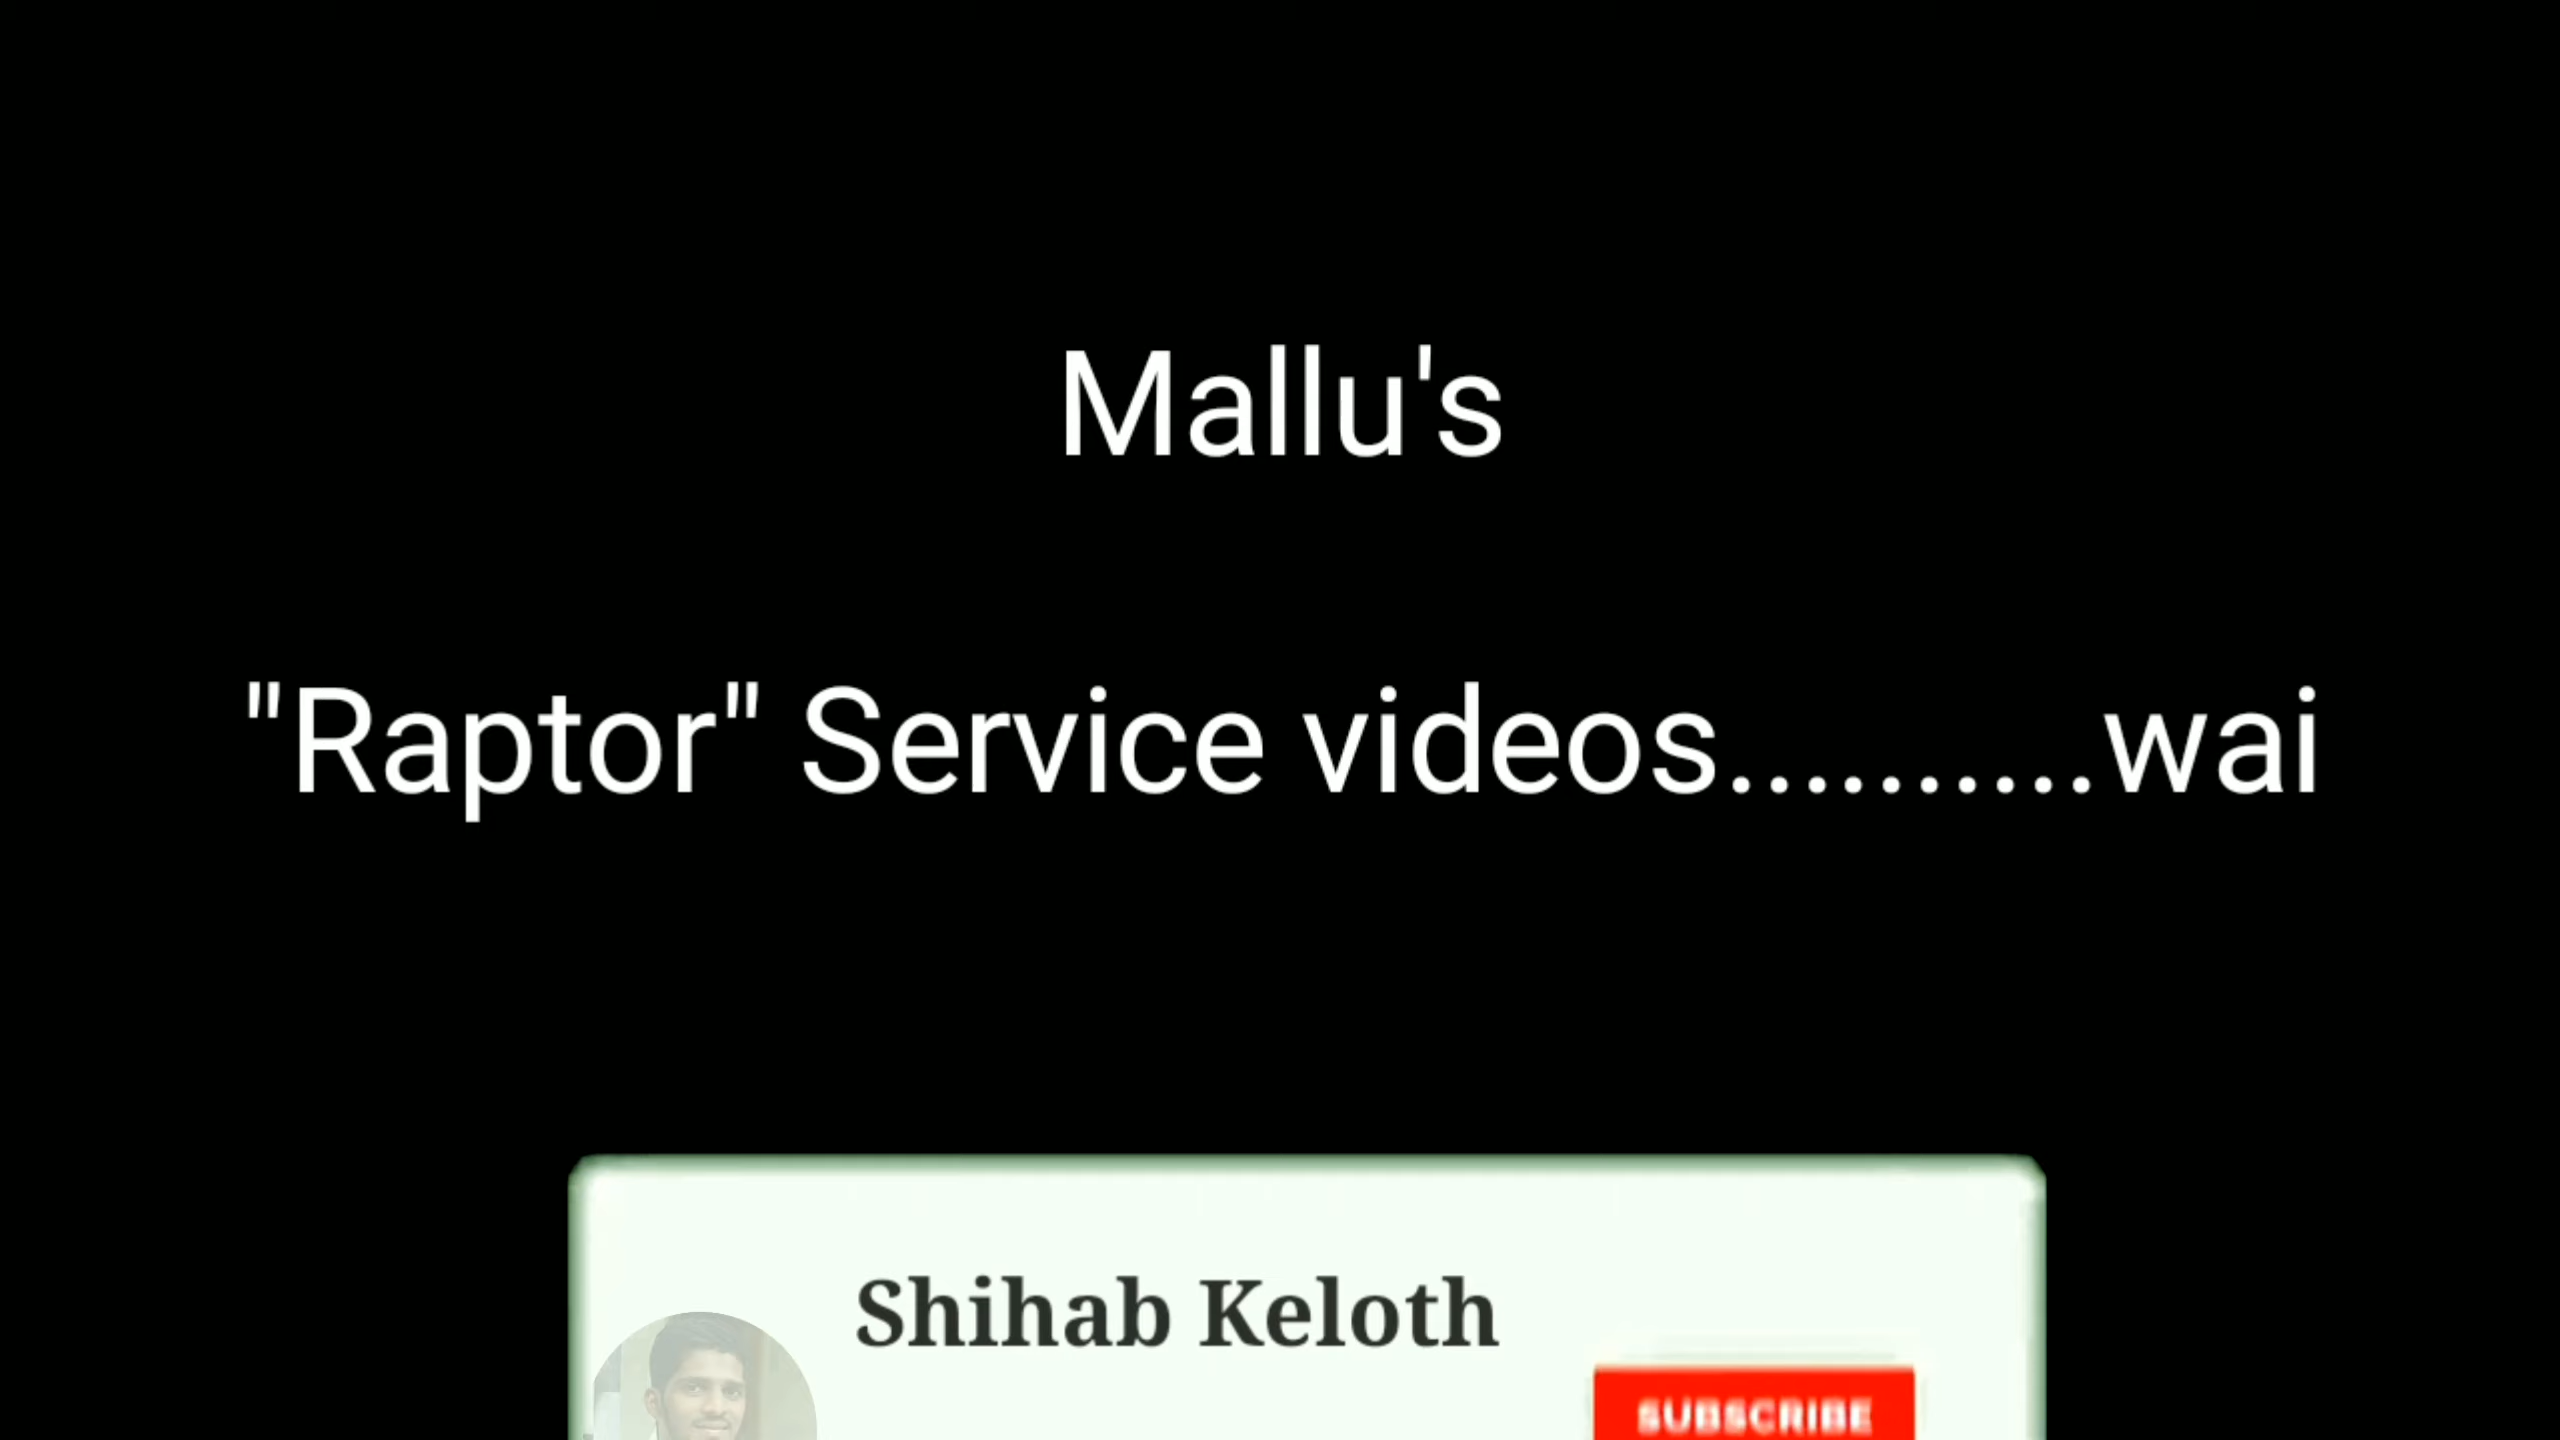 Mallu's
"Raptor" Service videos..........wai
Shihab Keloth
SUBSCRIBE